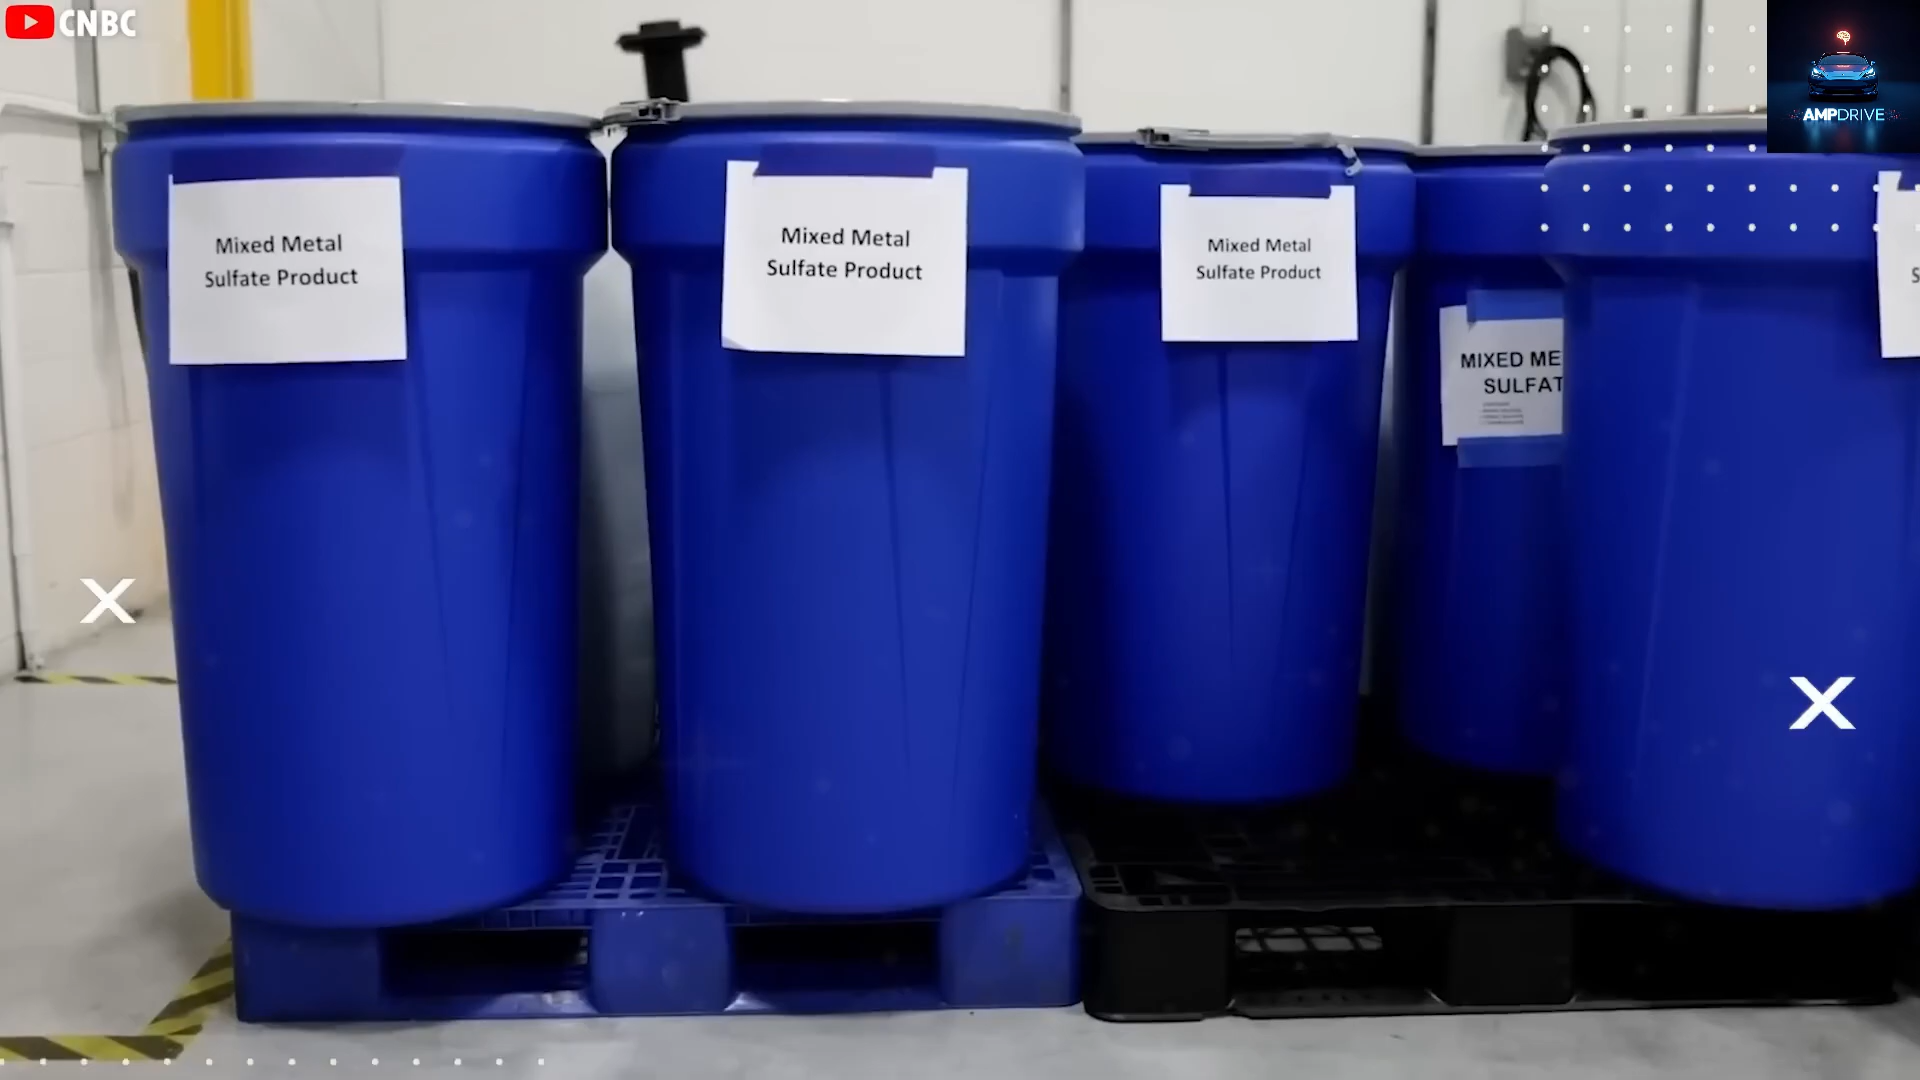 CNBC
AMPDRIVE
Mixed Metal
Sulfate Product
Mixed Metal
Sulfate Product
Mixed Metal
Sulfate Product
MIXED ME
SULFAT
S